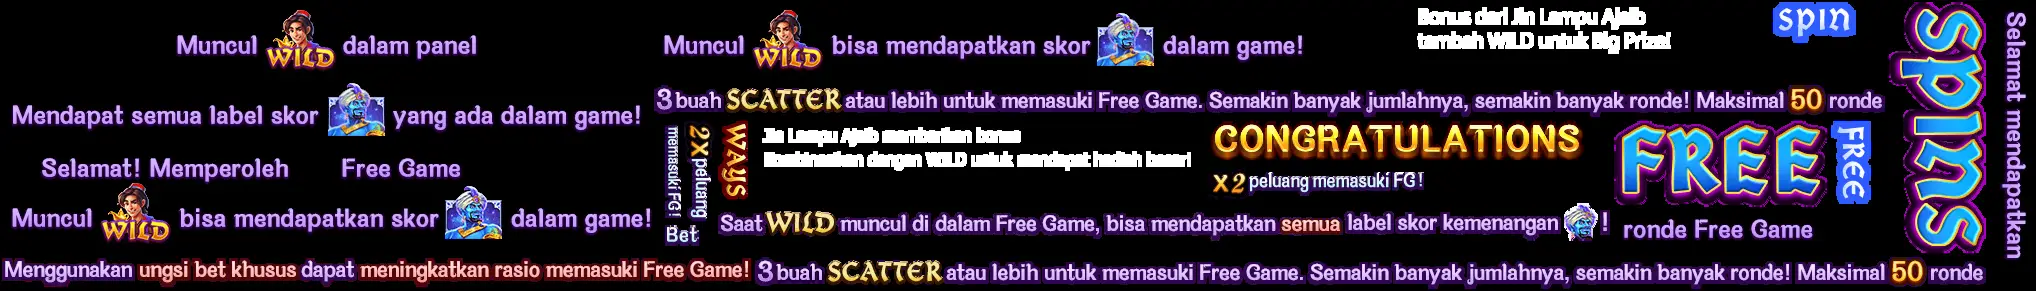 Muncul WILD dalam panel
Muncul WILD bisa mendapatkan skor dalam game!
Bonus dari Jin Lampu Ajaib
tambah WILD untuk Big Prize!
SPIN
SPINS
Selamat mendapatkan
Mendapat semua label skor yang ada dalam game!
3 buah SCATTER atau lebih untuk memasuki Free Game. Semakin banyak jumlahnya, semakin banyak ronde! Maksimal 50 ronde
Selamat! Memperoleh Free Game
2X peluang
memasuki FG!
WAYS
Jin Lampu Ajaib memberikan bonus
Kombinasikan dengan WILD untuk mendapat hadiah besar!
CONGRATULATIONS
X2 peluang memasuki FG!
FREE
FREE
Muncul WILD bisa mendapatkan skor dalam game!
Bet
Saat WILD muncul di dalam Free Game, bisa mendapatkan semua label skor kemenangan !
ronde Free Game
Menggunakan ungsi bet khusus dapat meningkatkan rasio memasuki Free Game!
3 buah SCATTER atau lebih untuk memasuki Free Game. Semakin banyak jumlahnya, semakin banyak ronde! Maksimal 50 ronde